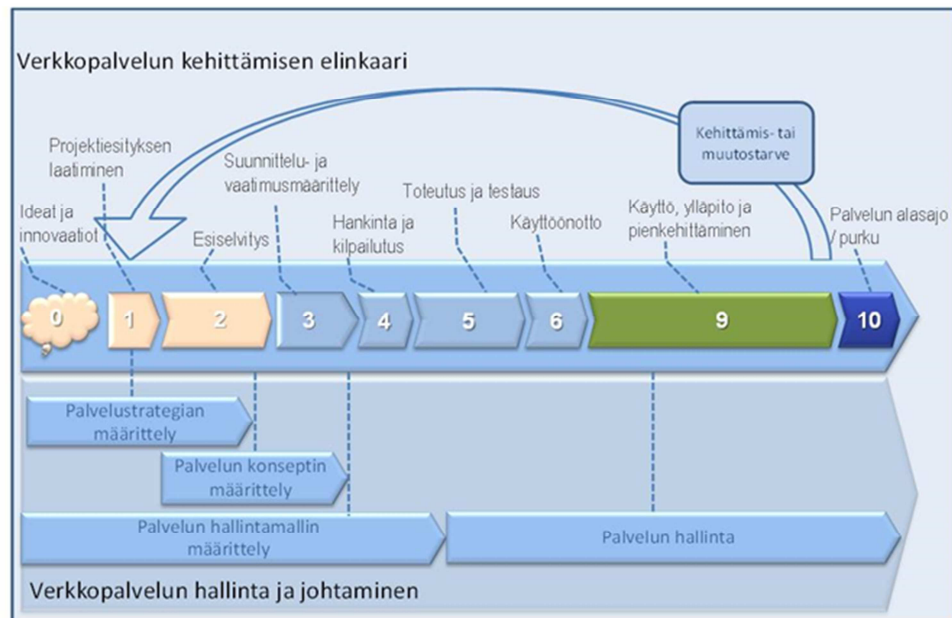 Verkkopalvelun kehittämisen elinkaari
Kehittämis- tai
muutostarve
Projektiesityksen
laatiminen
Suunnittelu- ja
vaatimusmäärittely
Toteutus ja testaus
Ideat ja
innovaatiot
Esiselvitys
Hankinta ja
kilpailutus
Käyttöönotto
Käyttö, ylläpito ja
pienkehittäminen
Palvelun alasajo
/ purku
0
1
2
3
4
5
6
9
10
Palvelustrategian
määrittely
Palvelun konseptin
määrittely
Palvelun hallintamallin
määrittely
Palvelun hallinta
Verkkopalvelun hallinta ja johtaminen